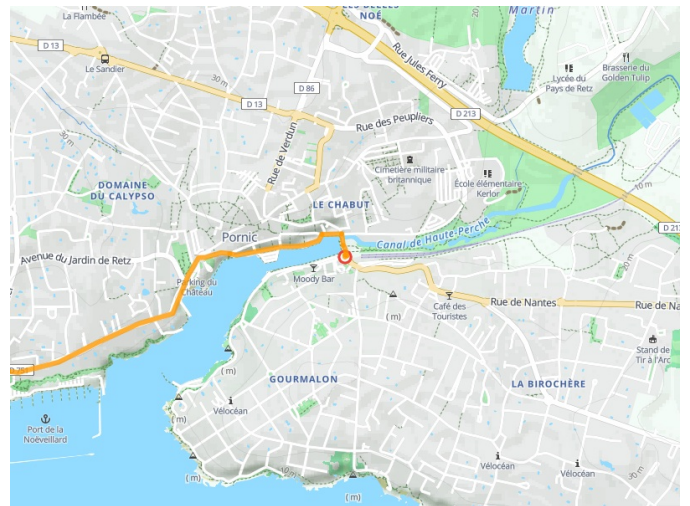 La Flambée
LES BELLES
NOË
Martin
D 13
Le Sandier
30 m
D 86
D 13
Rue Jules Ferry
Lycée du
Pays de Retz
Brasserie du
Golden Tulip
Rue des Peupliers
D 213
30 m
Rue de Verdun
Cimetière militaire
britannique
École élémentaire
Kerlor
10 m
DOMAINE
DU CALYPSO
LE CHABUT
Pornic
Canal de Haute-Perche
D 213
Avenue du Jardin de Retz
Parking du
Château
Moody Bar
20 m
Café des
Touristes
Rue de Nantes
Rue de Na
( m)
( m)
Stand de
Tir à l'Arc
D 751
GOURMALON
LA BIROCHÈRE
Port de la
Noëveillard
( m)
Vélocéan
Vélocéan
Vélocéan
( m)
10 m
30 m
( m)